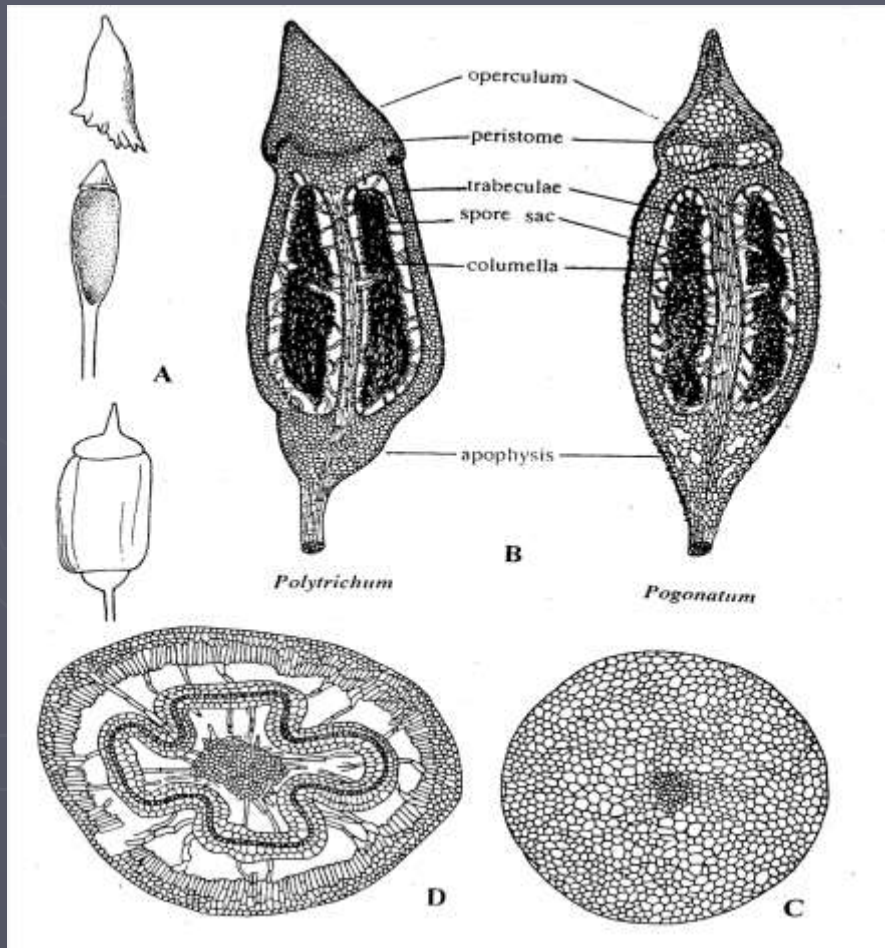 operculum
peristome
trabeculae
spore sac
columella
A
apophysis
B
Polytrichum
Pogonatum
D
C